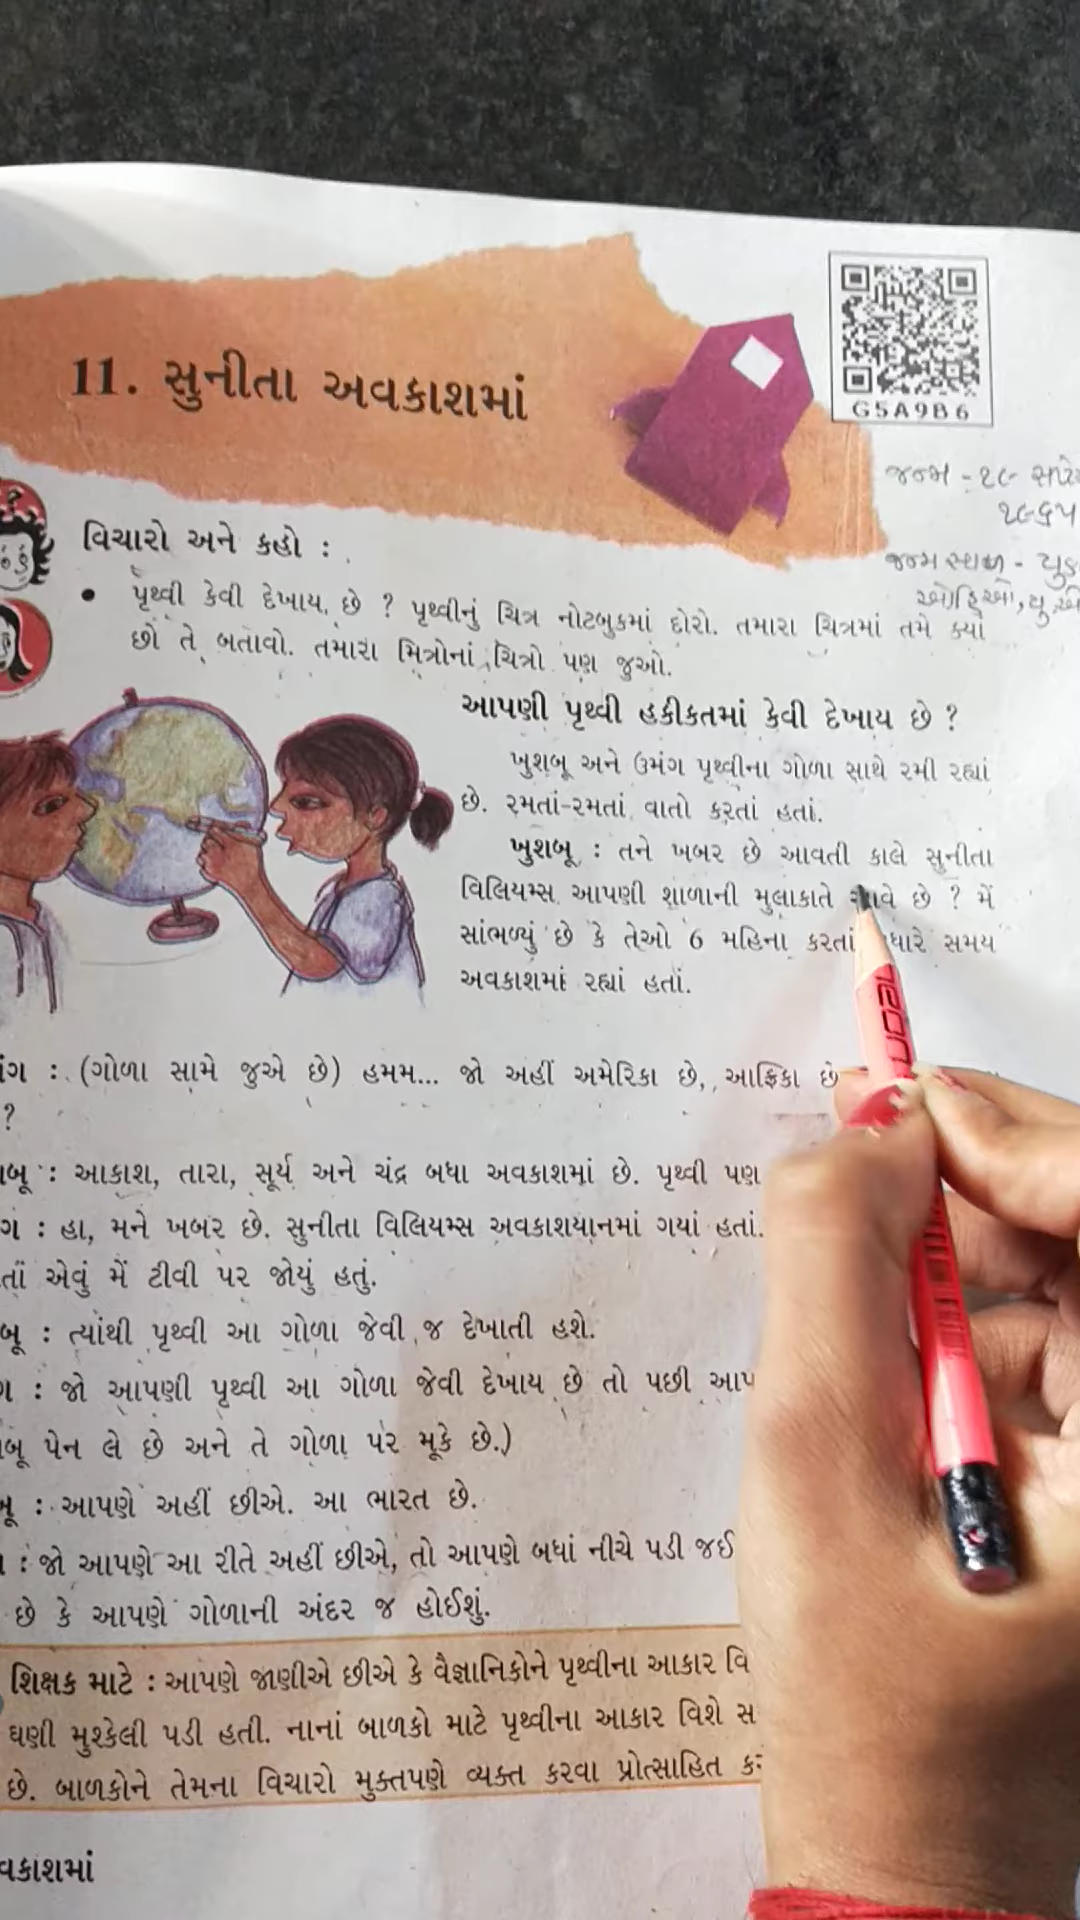 11. સુનીતા અવકાશમાં
G5A9B6
જન્મ - ૧૯ સપ્ટે
૧૯૬૫
જન્મ સ્થળ - યુક
ઓહિઓ, યુ.એ
વિચારો અને કહો :
• પૃથ્વી કેવી દેખાય છે ? પૃથ્વીનું ચિત્ર નોટબુકમાં દોરો. તમારા ચિત્રમાં તમે ક્યાં
છો તે બતાવો. તમારા મિત્રોનાં ચિત્રો પણ જુઓ.
આપણી પૃથ્વી હકીકતમાં કેવી દેખાય છે ?
ખુશબૂ અને ઉમંગ પૃથ્વીના ગોળા સાથે રમી રહ્યાં
છે. રમતાં-રમતાં વાતો કરતાં હતાં.
ખુશબૂ : તને ખબર છે આવતી કાલે સુનીતા
વિલિયમ્સ આપણી શાળાની મુલાકાતે આવે છે ? મેં
સાંભળ્યું છે કે તેઓ 6 મહિના કરતાં વધારે સમય
અવકાશમાં રહ્યાં હતાં.
ંગ : (ગોળા સામે જુએ છે) હમમ... જો અહીં અમેરિકા છે, આફ્રિકા છે
?
બૂ : આકાશ, તારા, સૂર્ય અને ચંદ્ર બધા અવકાશમાં છે. પૃથ્વી પણ
ગ : હા, મને ખબર છે. સુનીતા વિલિયમ્સ અવકાશયાનમાં ગયાં હતાં.
તાં એવું મેં ટીવી પર જોયું હતું.
બૂ : ત્યાંથી પૃથ્વી આ ગોળા જેવી જ દેખાતી હશે.
ગ : જો આપણી પૃથ્વી આ ગોળા જેવી દેખાય છે તો પછી આપ
બૂ પેન લે છે અને તે ગોળા પર મૂકે છે.)
બૂ : આપણે અહીં છીએ. આ ભારત છે.
: જો આપણે આ રીતે અહીં છીએ, તો આપણે બધાં નીચે પડી જઈ
છે કે આપણે ગોળાની અંદર જ હોઈશું.
શિક્ષક માટે : આપણે જાણીએ છીએ કે વૈજ્ઞાનિકોને પૃથ્વીના આકાર વિ
ઘણી મુશ્કેલી પડી હતી. નાનાં બાળકો માટે પૃથ્વીના આકાર વિશે સ
છે. બાળકોને તેમના વિચારો મુક્તપણે વ્યક્ત કરવા પ્રોત્સાહિત કર
વકાશમાં